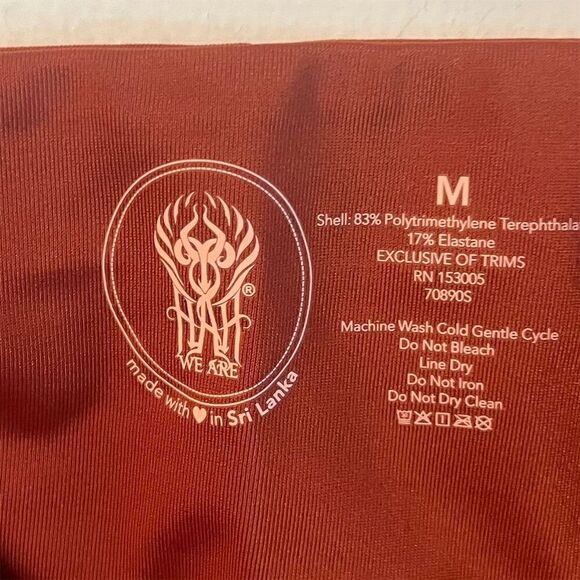 HAH
®
WE ARE
made with ♥ in Sri Lanka
M
Shell: 83% Polytrimethylene Terephthala
17% Elastane
EXCLUSIVE OF TRIMS
RN 153005
70890S
Machine Wash Cold Gentle Cycle
Do Not Bleach
Line Dry
Do Not Iron
Do Not Dry Clean